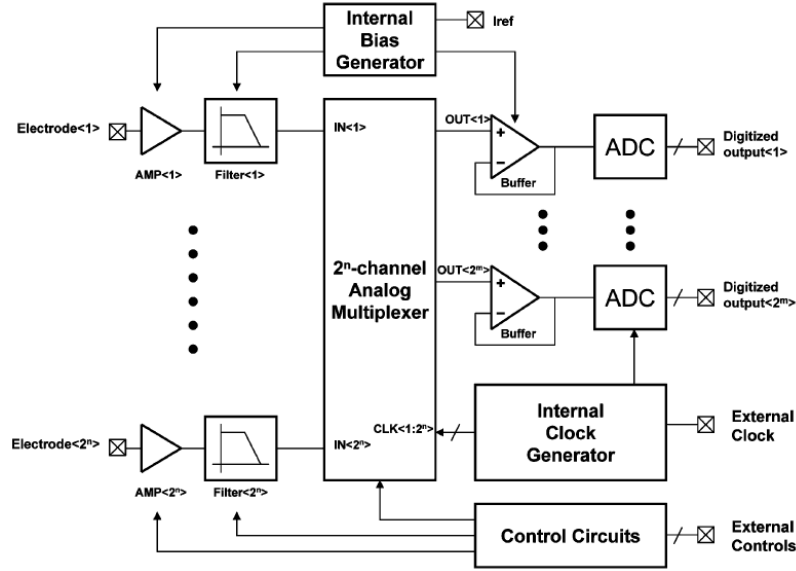 Internal
Bias
Generator
Iref
Electrode<1>
AMP<1>
Filter<1>
IN<1>
OUT<1>
+
−
Buffer
ADC
Digitized
output<1>
2ⁿ-channel
Analog
Multiplexer
OUT<2ᵐ>
+
−
Buffer
ADC
Digitized
output<2ᵐ>
Electrode<2ⁿ>
AMP<2ⁿ>
Filter<2ⁿ>
IN<2ⁿ>
CLK<1:2ⁿ>
Internal
Clock
Generator
External
Clock
Control Circuits
External
Controls